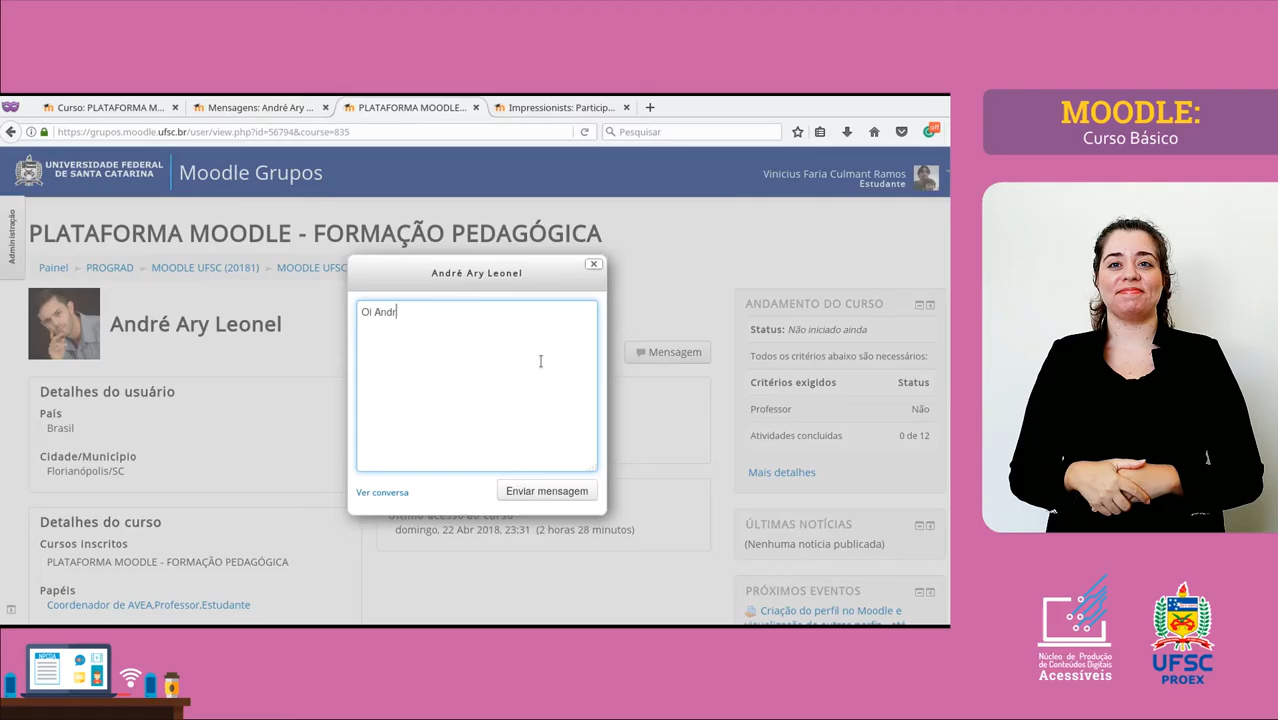 Curso: PLATAFORMA M...
Mensagens: André Ary ...
PLATAFORMA MOODLE...
Impressionists: Particip...
https://grupos.moodle.ufsc.br/user/view.php?id=56794&course=835
Pesquisar
off
UNIVERSIDADE FEDERAL
DE SANTA CATARINA
Moodle Grupos
Vinicius Faria Culmant Ramos
Estudante
Administração
PLATAFORMA MOODLE - FORMAÇÃO PEDAGÓGICA
Painel
PROGRAD
MOODLE UFSC (20181)
MOODLE UFSC
André Ary Leonel
Mensagem
Detalhes do usuário
País
Brasil
Cidade/Município
Florianópolis/SC
Detalhes do curso
Cursos inscritos
PLATAFORMA MOODLE - FORMAÇÃO PEDAGÓGICA
Papéis
Coordenador de AVEA,Professor,Estudante
André Ary Leonel
Oi Andr
Ver conversa
Enviar mensagem
Último acesso ao curso
domingo, 22 Abr 2018, 23:31 (2 horas 28 minutos)
ANDAMENTO DO CURSO
Status: Não iniciado ainda
Todos os critérios abaixo são necessários:
Critérios exigidos Status
Professor Não
Atividades concluidas 0 de 12
Mais detalhes
ÚLTIMAS NOTÍCIAS
(Nenhuma notícia publicada)
PRÓXIMOS EVENTOS
Criação do perfil no Moodle e
MOODLE:
Curso Básico
Núcleo de Produção
de Conteúdos Digitais
Acessíveis
UFSC
PROEX